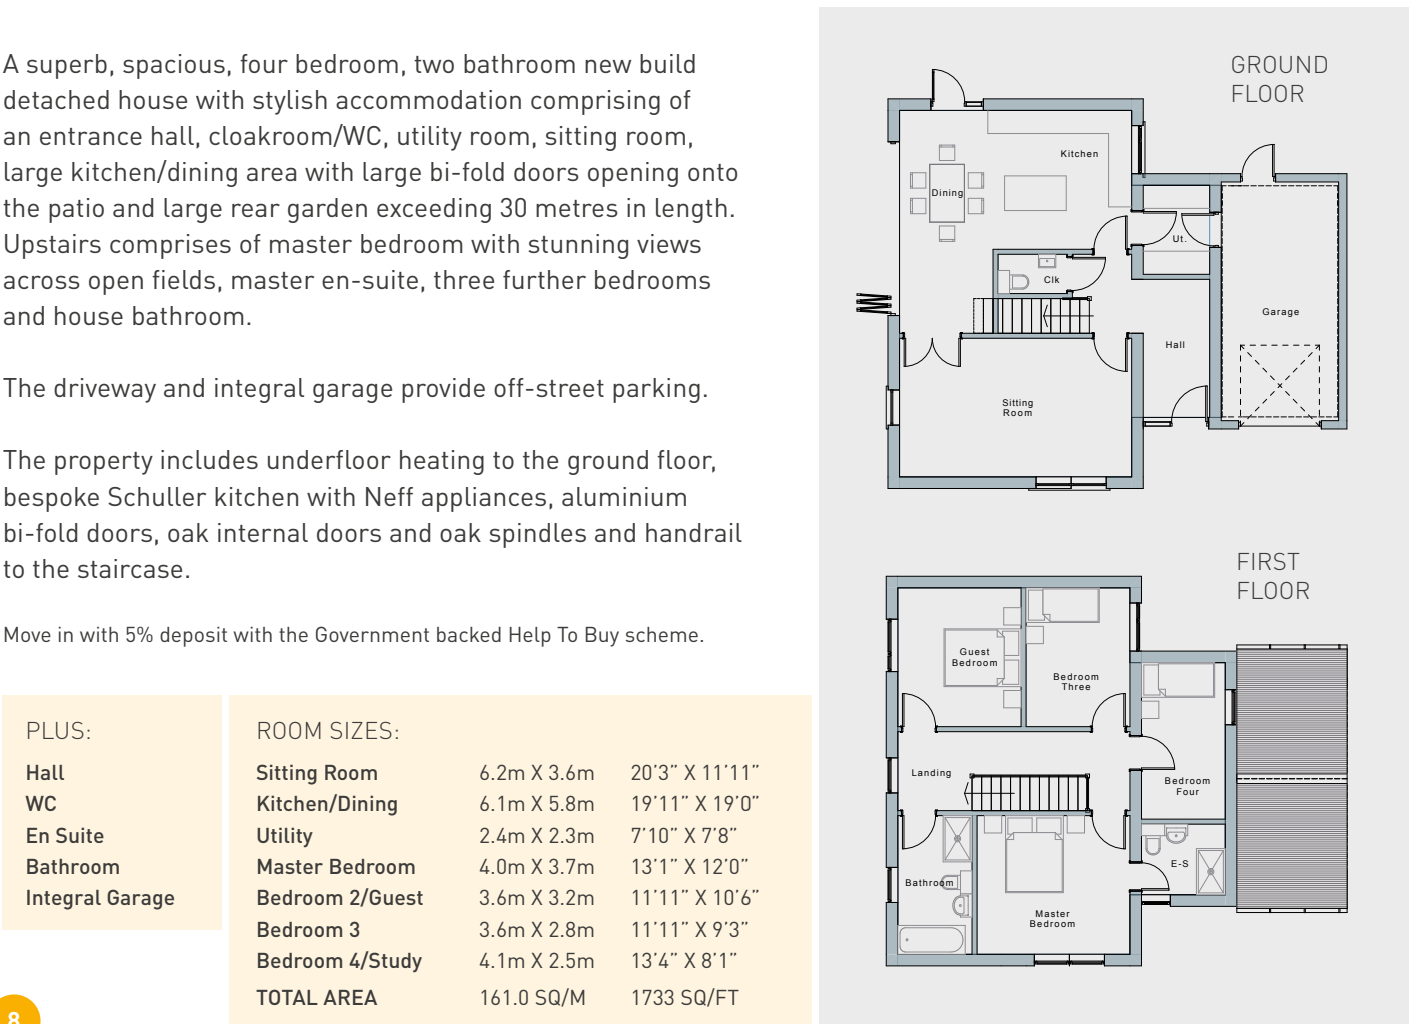 A superb, spacious, four bedroom, two bathroom new build
detached house with stylish accommodation comprising of
an entrance hall, cloakroom/WC, utility room, sitting room,
large kitchen/dining area with large bi-fold doors opening onto
the patio and large rear garden exceeding 30 metres in length.
Upstairs comprises of master bedroom with stunning views
across open fields, master en-suite, three further bedrooms
and house bathroom.
The driveway and integral garage provide off-street parking.
The property includes underfloor heating to the ground floor,
bespoke Schuller kitchen with Neff appliances, aluminium
bi-fold doors, oak internal doors and oak spindles and handrail
to the staircase.
Move in with 5% deposit with the Government backed Help To Buy scheme.
PLUS:
Hall
WC
En Suite
Bathroom
Integral Garage
ROOM SIZES:
Sitting Room 6.2m X 3.6m 20’3” X 11’11”
Kitchen/Dining 6.1m X 5.8m 19’11” X 19’0”
Utility 2.4m X 2.3m 7’10” X 7’8”
Master Bedroom 4.0m X 3.7m 13’1” X 12’0”
Bedroom 2/Guest 3.6m X 3.2m 11’11” X 10’6”
Bedroom 3 3.6m X 2.8m 11’11” X 9’3”
Bedroom 4/Study 4.1m X 2.5m 13’4” X 8’1”
TOTAL AREA 161.0 SQ/M 1733 SQ/FT
8
GROUND
FLOOR
Kitchen
Dining
Ut.
Clk
Garage
Hall
Sitting
Room
FIRST
FLOOR
Guest
Bedroom
Bedroom
Three
Landing
Bedroom
Four
E-S
Bathroom
Master
Bedroom